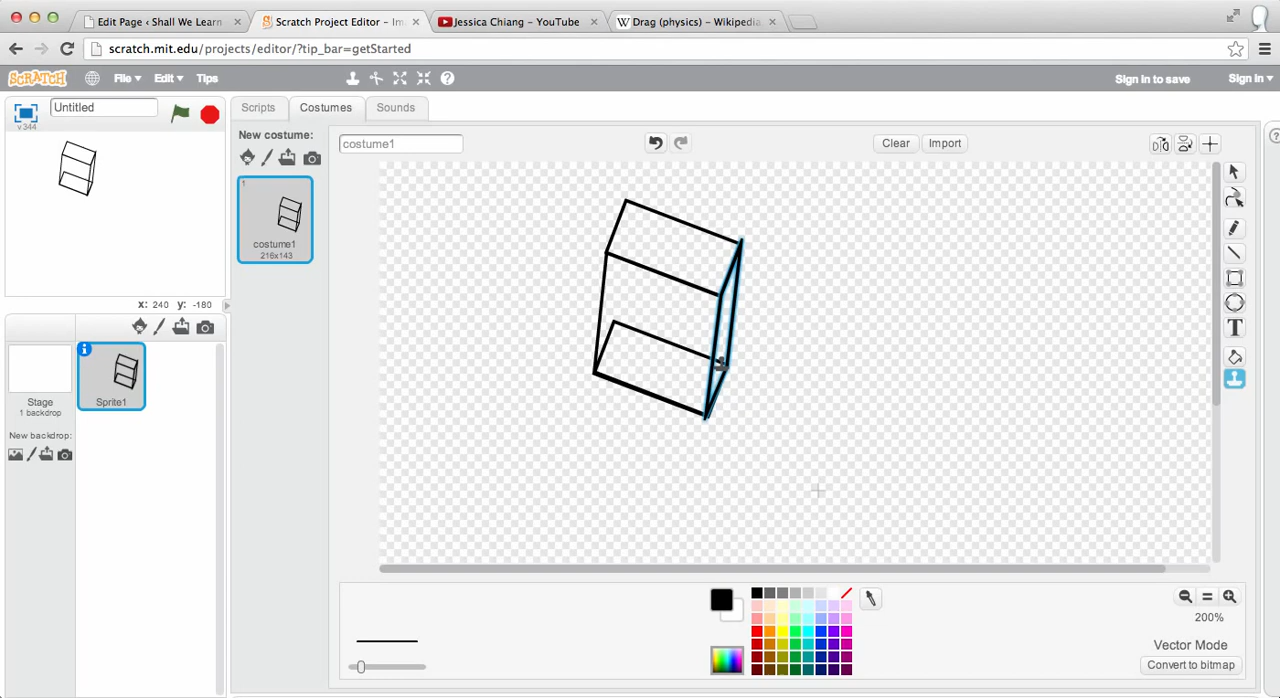 Edit Page ‹ Shall We Learn
Scratch Project Editor - Im
Jessica Chiang - YouTube
W Drag (physics) - Wikipedia,
scratch.mit.edu/projects/editor/?tip_bar=getStarted
SCRATCH File Edit Tips Sign in to save Sign in
Untitled
v344
Scripts Costumes Sounds
New costume:
costume1
Clear Import
1
costume1
216x143
x: 240 y: -180
Stage
1 backdrop
Sprite1
New backdrop:
T
200%
Vector Mode
Convert to bitmap